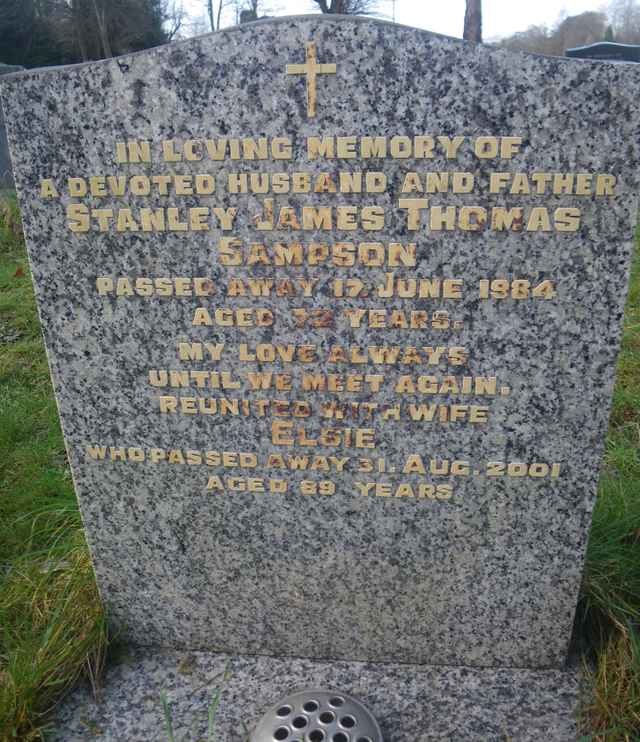 IN LOVING MEMORY OF
A DEVOTED HUSBAND AND FATHER
STANLEY JAMES THOMAS
SAMPSON
PASSED AWAY 17, JUNE 1984
AGED 72 YEARS.
MY LOVE ALWAYS
UNTIL WE MEET AGAIN.
REUNITED WITH WIFE
ELSIE
WHO PASSED AWAY 31. AUG. 2001
AGED 89 YEARS